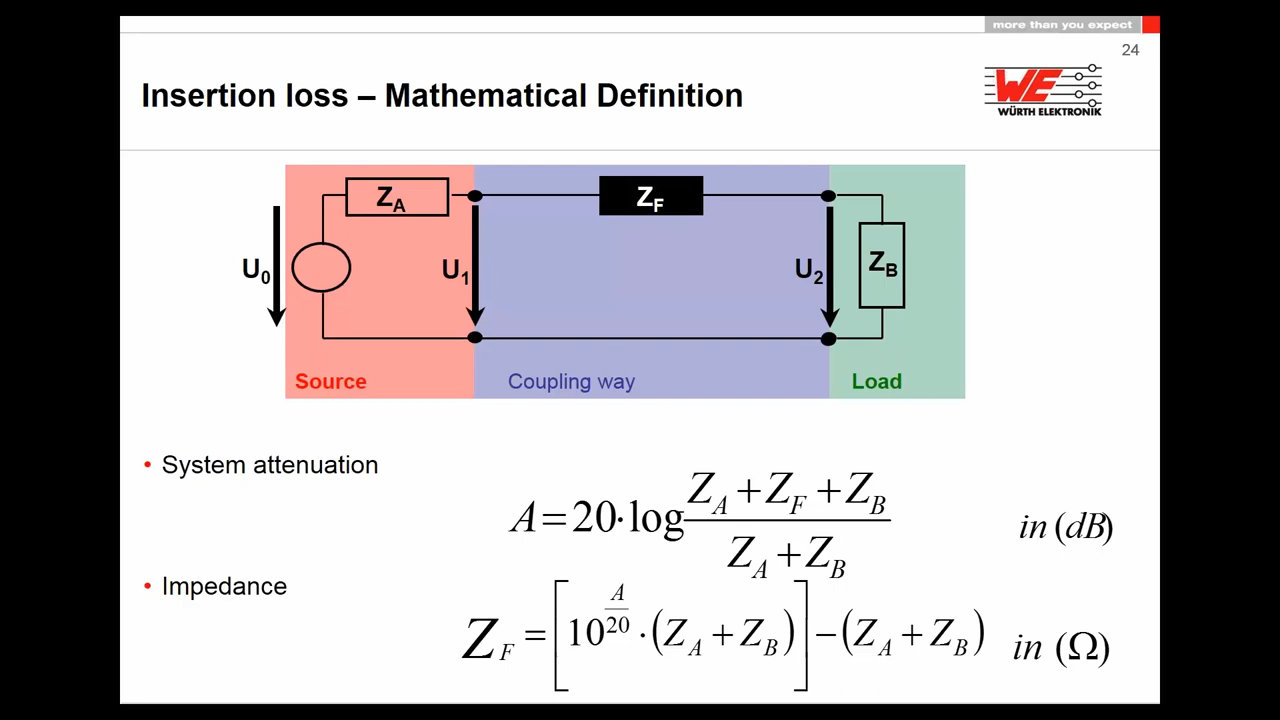 more than you expect
24
Insertion loss – Mathematical Definition
WE
WÜRTH ELEKTRONIK
Z_A
Z_F
U_0
U_1
U_2
Z_B
Source
Coupling way
Load
• System attenuation
A = 20 · log (Z_A + Z_F + Z_B) / (Z_A + Z_B) in (dB)
• Impedance
Z_F = [10^(A/20) · (Z_A + Z_B)] − (Z_A + Z_B) in (Ω)